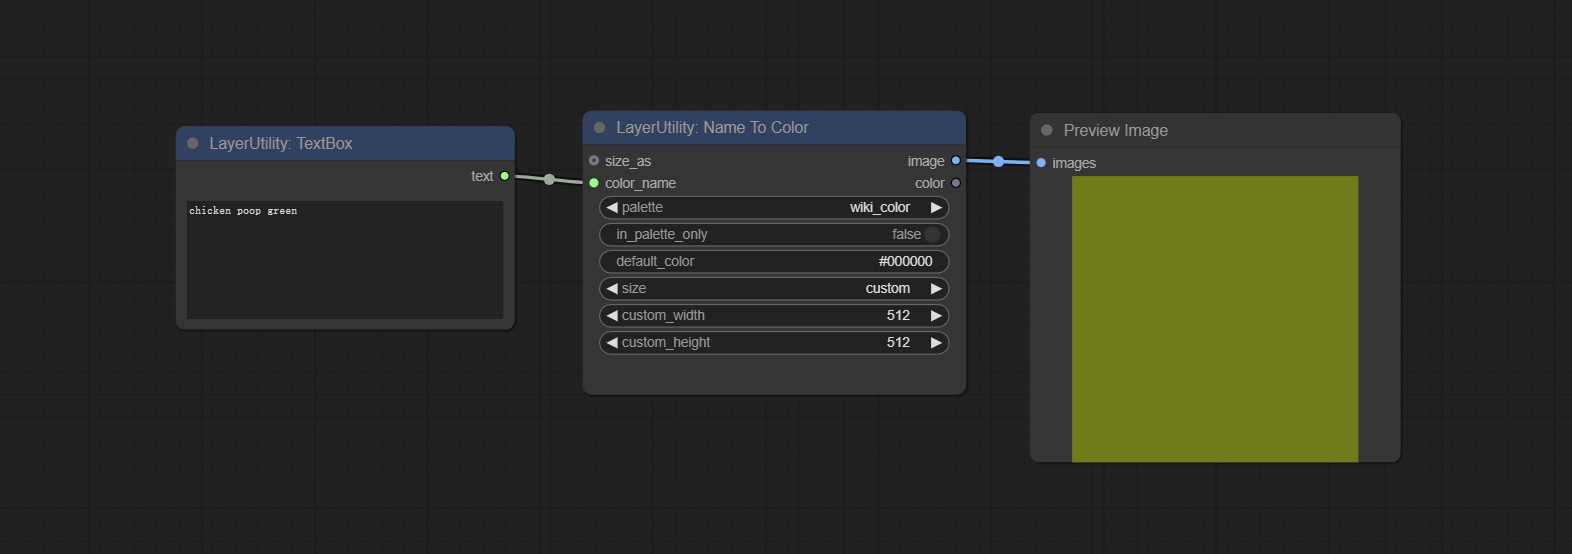 LayerUtility: TextBox
text
chicken poop green
LayerUtility: Name To Color
size_as image
color_name color
palette wiki_color
in_palette_only false
default_color #000000
size custom
custom_width 512
custom_height 512
Preview Image
images